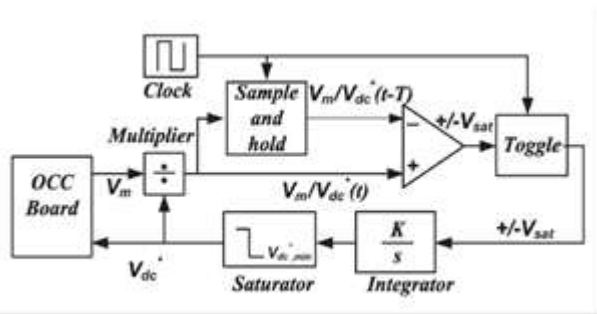 Clock
Sample
and
hold
Vm/Vdc*(t-T)
+/-Vsat
Toggle
Multiplier
÷
OCC
Board
Vm
−
+
Vm/Vdc*(t)
Vdc*
Vdc*,min
Saturator
K
s
Integrator
+/-Vsat